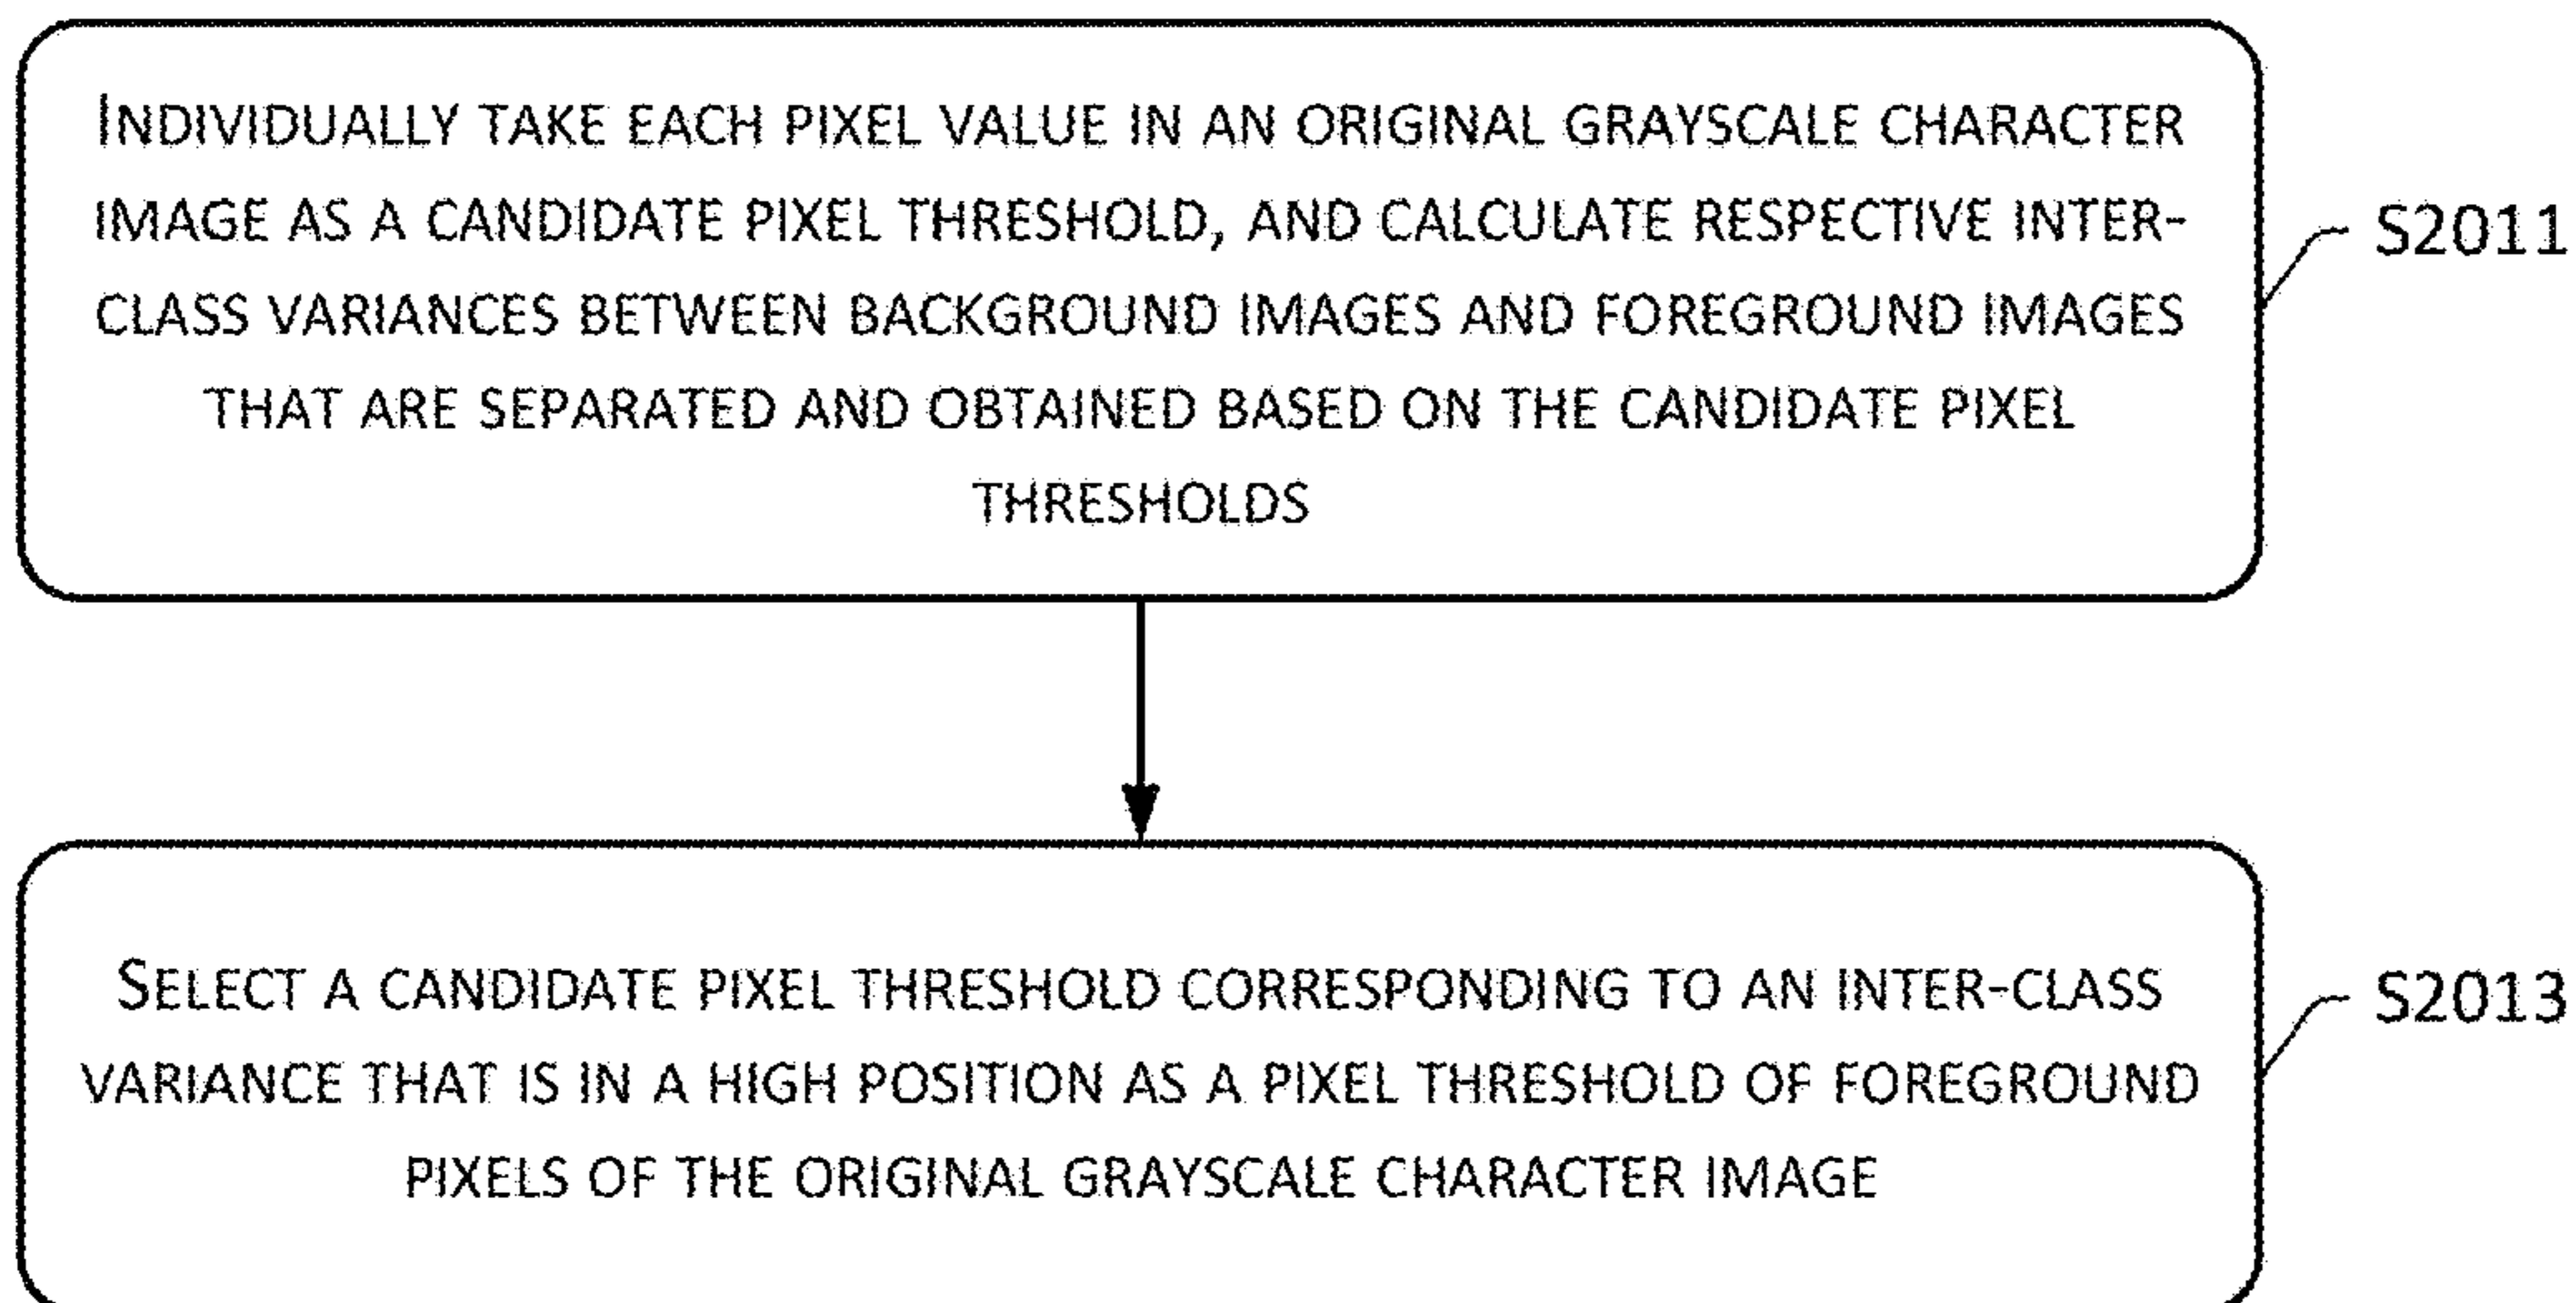 INDIVIDUALLY TAKE EACH PIXEL VALUE IN AN ORIGINAL GRAYSCALE CHARACTER
IMAGE AS A CANDIDATE PIXEL THRESHOLD, AND CALCULATE RESPECTIVE INTER-
CLASS VARIANCES BETWEEN BACKGROUND IMAGES AND FOREGROUND IMAGES
THAT ARE SEPARATED AND OBTAINED BASED ON THE CANDIDATE PIXEL
THRESHOLDS
S2011
SELECT A CANDIDATE PIXEL THRESHOLD CORRESPONDING TO AN INTER-CLASS
VARIANCE THAT IS IN A HIGH POSITION AS A PIXEL THRESHOLD OF FOREGROUND
PIXELS OF THE ORIGINAL GRAYSCALE CHARACTER IMAGE
S2013